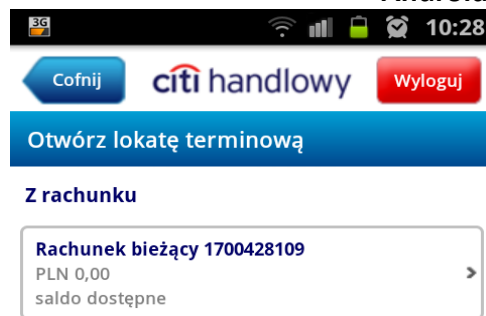 3G
10:28
Cofnij
citi handlowy
Wyloguj
Otwórz lokatę terminową
Z rachunku
Rachunek bieżący 1700428109
PLN 0,00
saldo dostępne